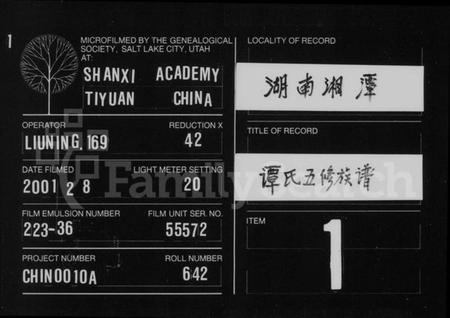 1
MICROFILMED BY THE GENEALOGICAL
SOCIETY, SALT LAKE CITY, UTAH
AT:
SHANXI ACADEMY
TIYUAN CHINA
OPERATOR REDUCTION X
LIUNING, 169 42
DATE FILMED LIGHT METER SETTING
2001 2 8 20
FILM EMULSION NUMBER FILM UNIT SER. NO.
223-36 55572
PROJECT NUMBER ROLL NUMBER
CHIN0010A 642
LOCALITY OF RECORD
湖南湘潭
TITLE OF RECORD
谭氏五修族谱
ITEM
1
FamilySearch